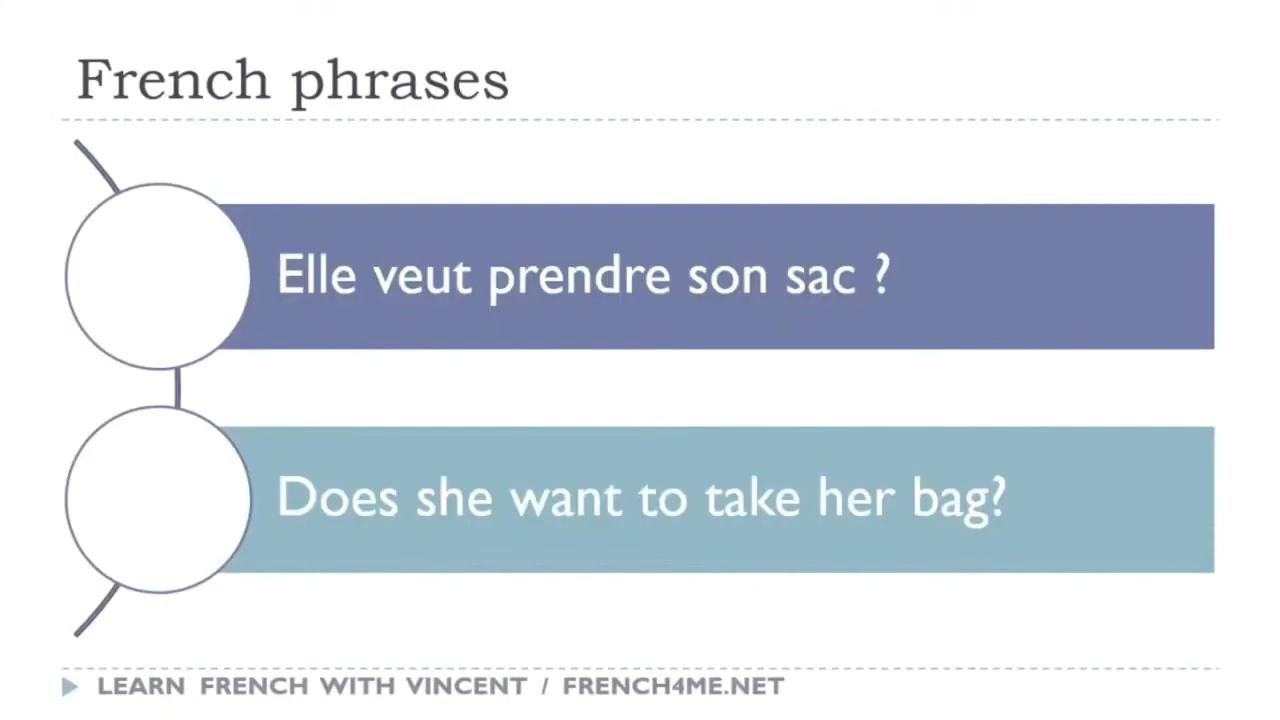 French phrases
Elle veut prendre son sac ?
Does she want to take her bag?
LEARN FRENCH WITH VINCENT / FRENCH4ME.NET